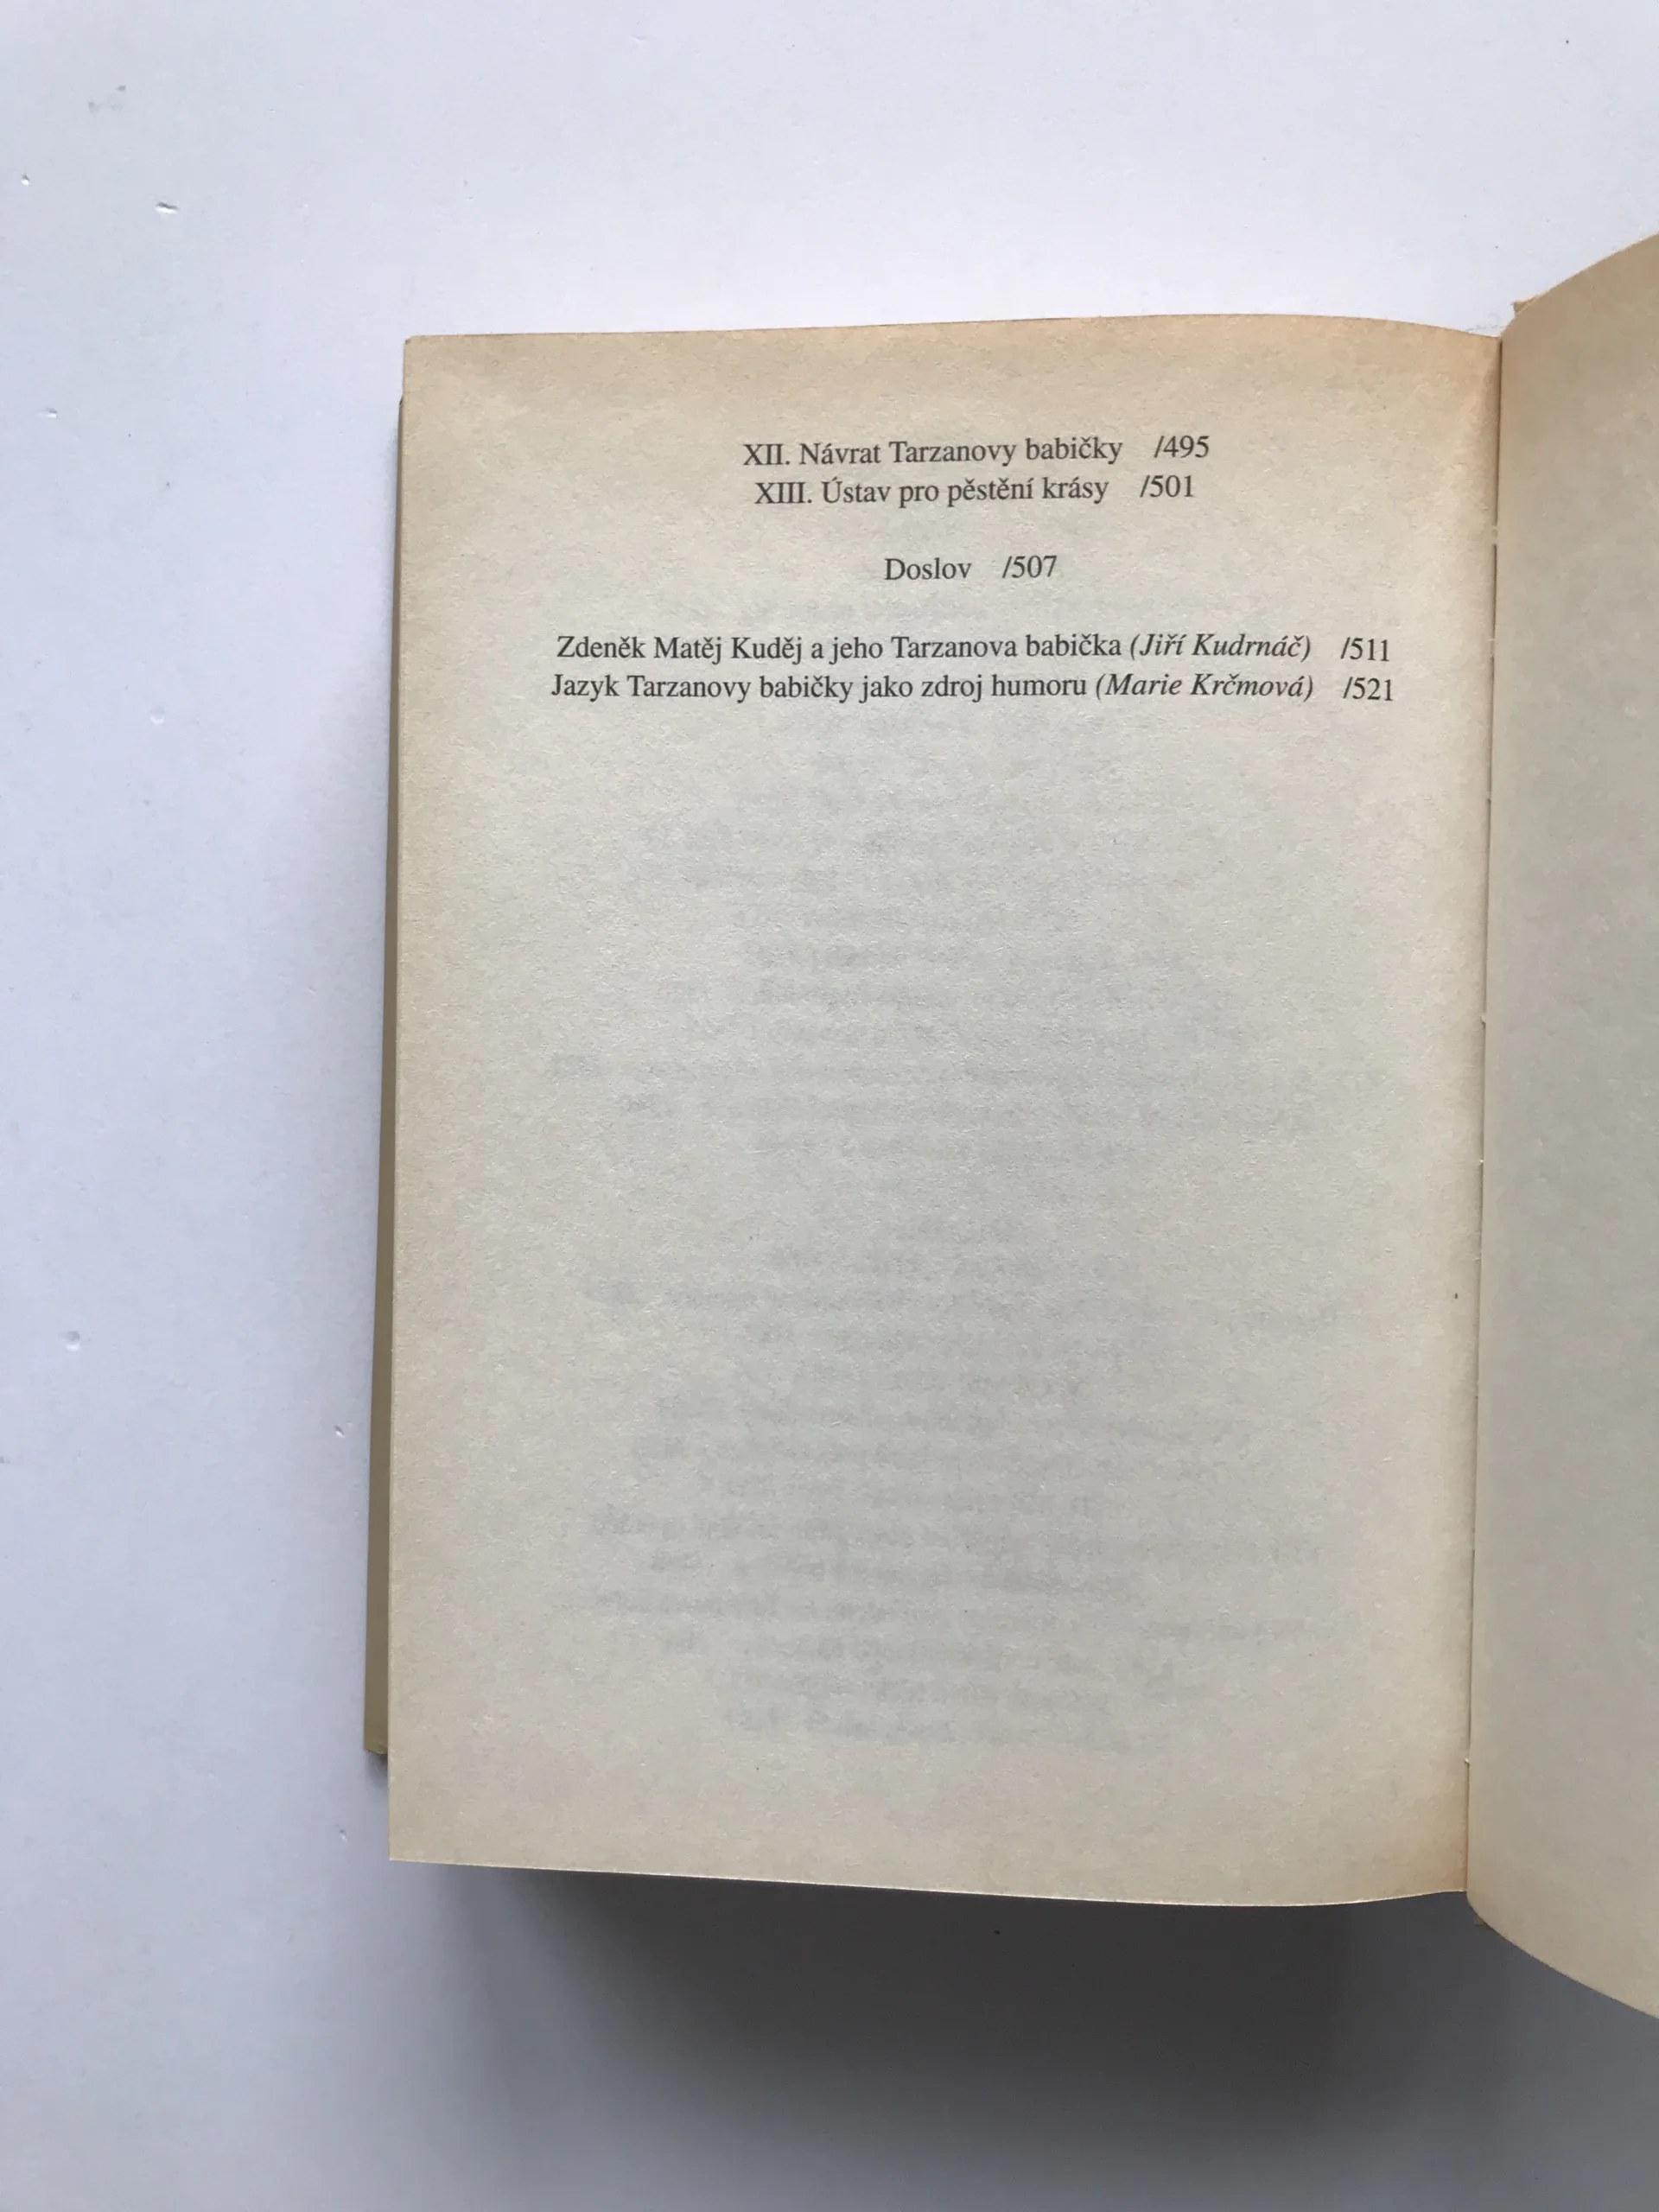 XII. Návrat Tarzanovy babičky /495
XIII. Ústav pro pěstění krásy /501
Doslov /507
Zdeněk Matěj Kuděj a jeho Tarzanova babička (Jiří Kudrnáč) /511
Jazyk Tarzanovy babičky jako zdroj humoru (Marie Krčmová) /521